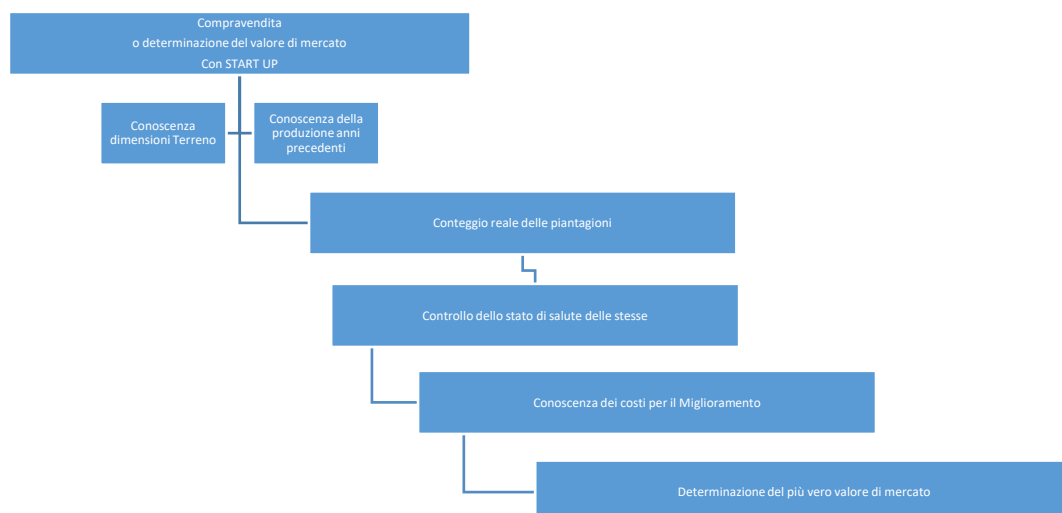 Compravendita
o determinazione del valore di mercato
Con START UP
Conoscenza
dimensioni Terreno
Conoscenza della
produzione anni
precedenti
Conteggio reale delle piantagioni
Controllo dello stato di salute delle stesse
Conoscenza dei costi per il Miglioramento
Determinazione del più vero valore di mercato